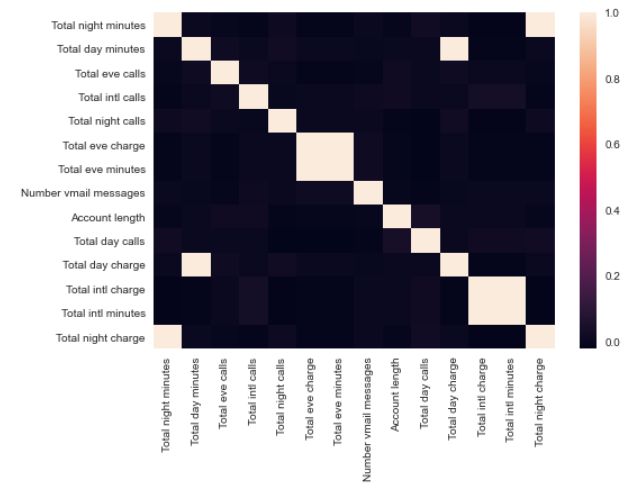 Total night minutes
Total day minutes
Total eve calls
Total intl calls
Total night calls
Total eve charge
Total eve minutes
Number vmail messages
Account length
Total day calls
Total day charge
Total intl charge
Total intl minutes
Total night charge
1.0
0.8
0.6
0.4
0.2
0.0
Total night minutes
Total day minutes
Total eve calls
Total intl calls
Total night calls
Total eve charge
Total eve minutes
Number vmail messages
Account length
Total day calls
Total day charge
Total intl charge
Total intl minutes
Total night charge